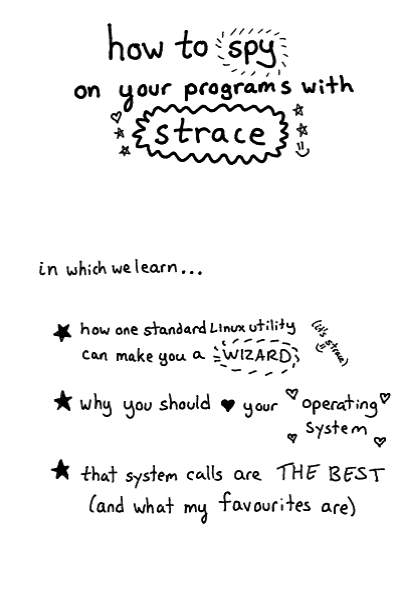 how to spy
on your programs with
strace
in which we learn...
how one standard Linux utility
(it's strace)
can make you a WIZARD
why you should ♥ your operating
system
that system calls are THE BEST
(and what my favourites are)